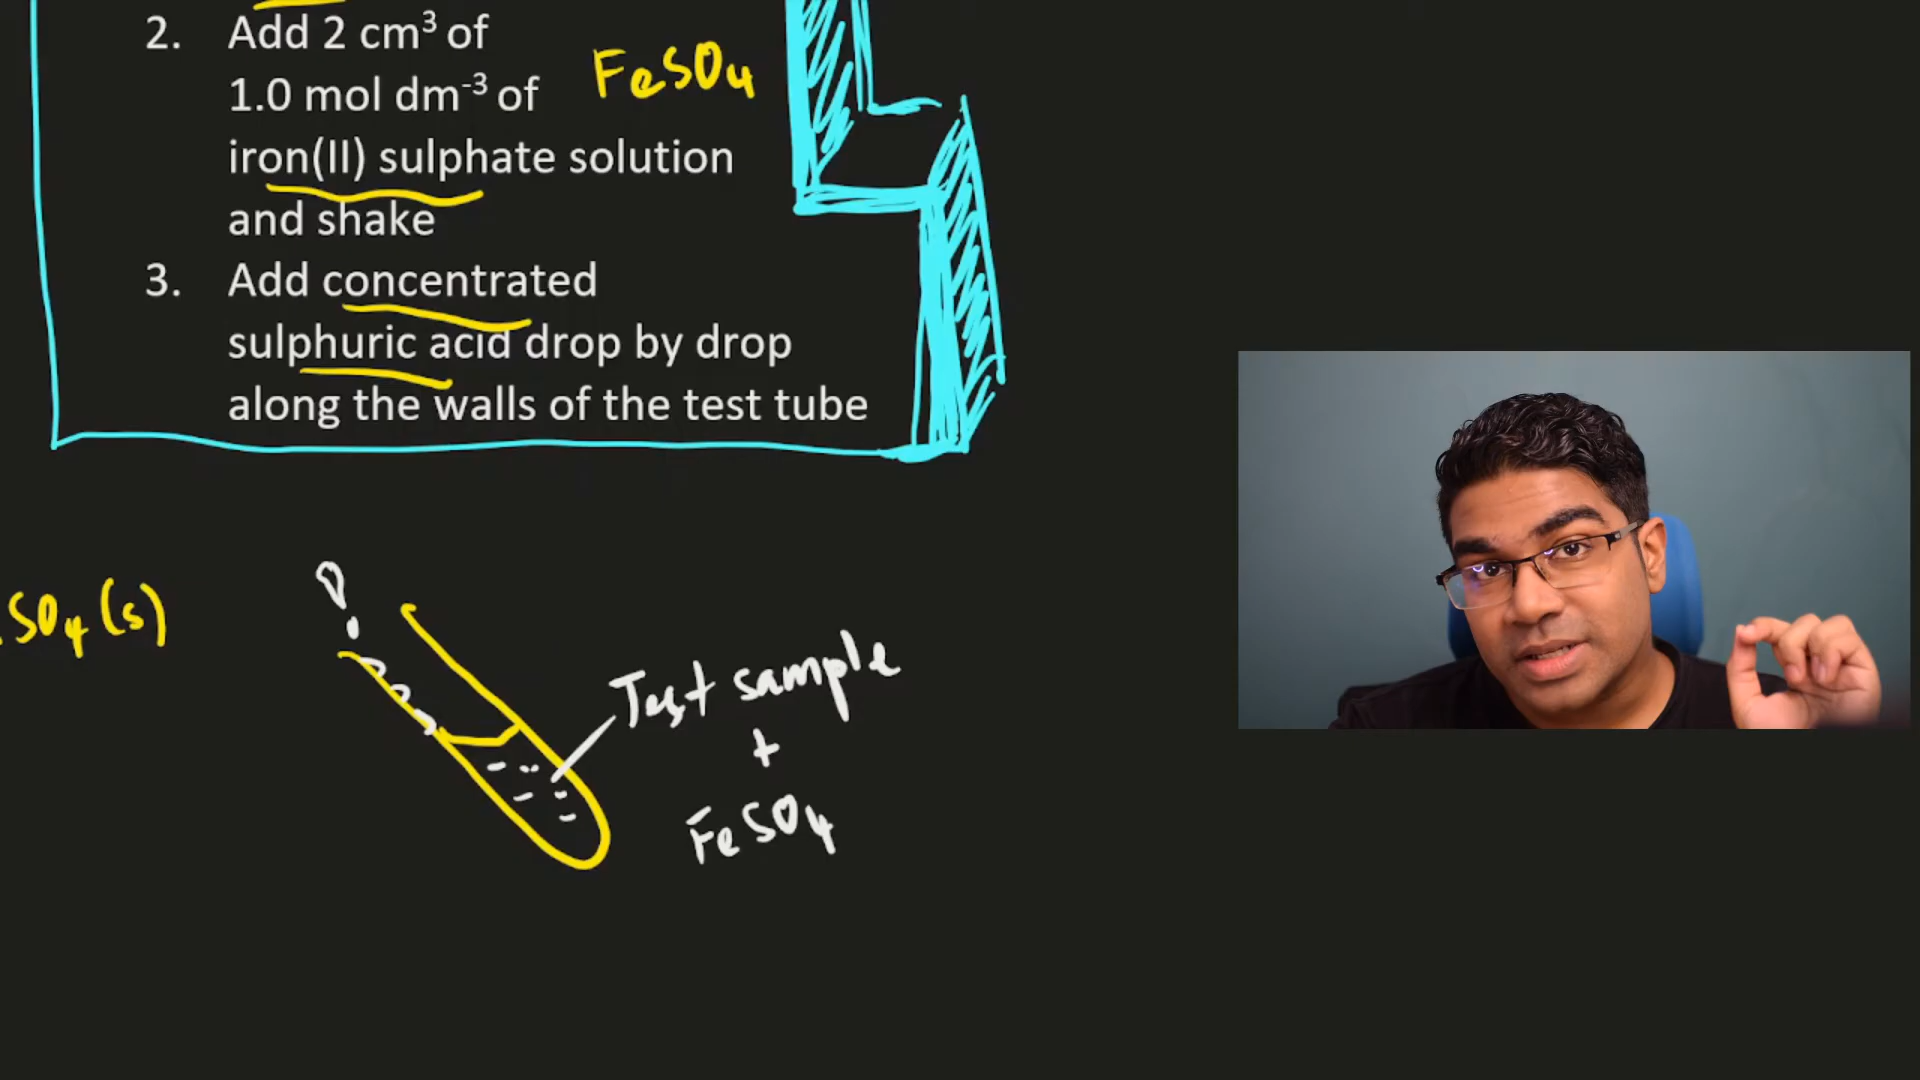 2. Add 2 cm³ of
1.0 mol dm⁻³ of
iron(II) sulphate solution
and shake
FeSO₄
3. Add concentrated
sulphuric acid drop by drop
along the walls of the test tube
SO₄(s)
Test sample
+
FeSO₄